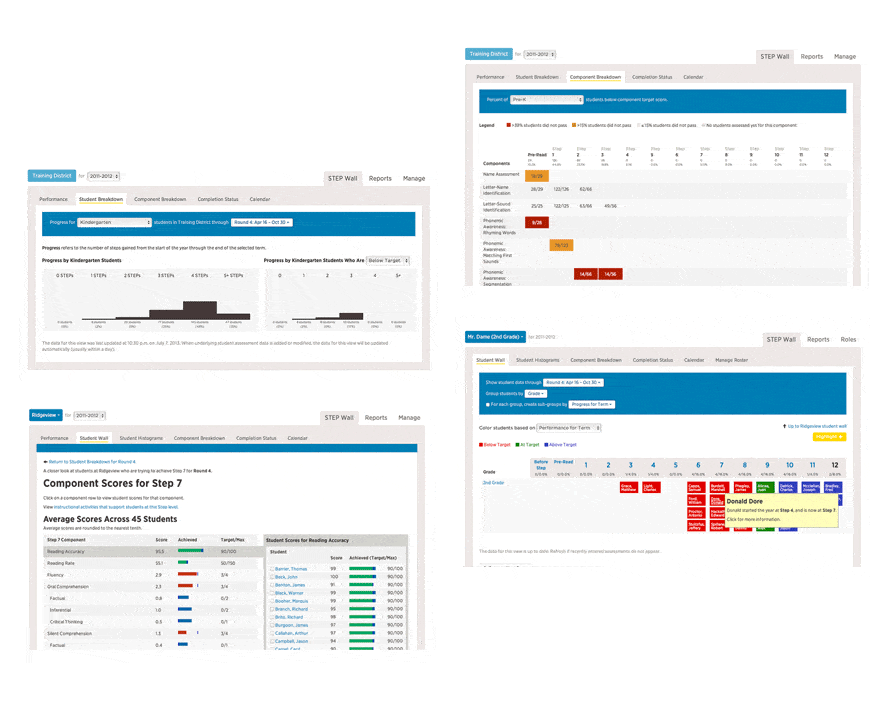 Training District for 2011-2012
STEP Wall Reports Manage
Performance Student Breakdown Component Breakdown Completion Status Calendar
Progress for Kindergarten students in Training District through Round 4: Apr 16 - Oct 30
Progress refers to the number of steps gained from the start of the year through the end of the selected term.
Progress by Kindergarten Students
0 STEPS 1 STEPS 2 STEPS 3 STEPS 4 STEPS 5+ STEPS
Progress by Kindergarten Students Who Are Below Target
0 1 2 3 4 5+
The data for this view was last updated at 10:35 p.m. on July 7, 2013. When underlying student assessment data is added or modified, the data for this view will be updated
automatically (usually within a day).
Training District for 2011-2012
STEP Wall Reports Manage
Performance Student Breakdown Component Breakdown Completion Status Calendar
Percent of Pre-K students below component target score.
Legend
students did not pass
students did not pass
students did not pass
No students assessed yet for this component
Step Step Step Step Step Step Step Step Step Step Step Step
Components Pre-Read 1 2 3 4 5 6 7 8 9 10 11 12
Name Assessment
Letter-Name
Identification
28/29 122/126 62/66
Letter-Sound
Identification
25/25 122/125 63/66 49/56
Phonemic
Awareness:
Rhyming Words
9/26
Phonemic
Awareness:
Matching First
Sounds
Phonemic
Awareness:
Segmentation
14/66 14/56
Ridgeview for 2011-2012
STEP Wall Reports Manage
Performance Student Wall Student Histograms Component Breakdown Completion Status Calendar
Return to Student Breakdown for Round 4
A closer look at students at Ridgeview who are trying to achieve Step 7 for Round 4.
Component Scores for Step 7
Click on a component row to view student scores for that component.
View instructional activities that support students at this Step level.
Average Scores Across 45 Students
Average scores are rounded to the nearest tenth.
Step 7 Component Score Achieved Target/Max
Reading Accuracy 95.5 90/100
Reading Rate 55.1 50/150
Fluency 2.9 3/4
Oral Comprehension 2.3 3/4
Factual 0.8 0/2
Inferential 1.0 0/2
Critical Thinking 0.5 0/1
Silent Comprehension 1.3 3/4
Factual 0.4 0/1
Student Scores for Reading Accuracy
Student Score Achieved (Target/Max)
Barrier, Thomas 99 90/100
Beck, John 100 90/100
Benton, James 91 90/100
Black, Warner 99 90/100
Booher, Marquis 99 90/100
Branch, Richard 95 90/100
Brito, Richard 99 90/100
Burgoon, James 97 90/100
Callahan, Arthur 97 90/100
Campbell, Jason 94 90/100
90/100
Mr. Dame (2nd Grade) for 2011-2012
STEP Wall Reports Roles
Student Wall Student Histograms Component Breakdown Completion Status Calendar Manage Roster
Show student data through Round 4: Apr 16 - Oct 30
Group students by Grade
For each group, create sub-groups by Progress for Term
Color students based on Performance for Term
Up to Ridgeview student wall
Highlight
Below Target At Target Above Target
Grade Before Step Pre-Read 1 2 3 4 5 6 7 8 9 10 11 12
2nd Grade
Grace, Matthew
Light, Charles
Donald Dore
Donald started the year at Step 4, and is now at Step 7.
Click for more information.
The data for this view is up to date. Refresh if recently entered assessments do not appear.